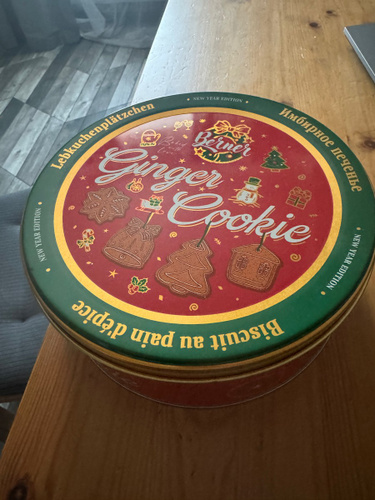 NEW YEAR EDITION
Lebkuchenplätzchen
Имбирное печенье
Berner
Ginger
Cookie
NEW YEAR EDITION
NEW YEAR EDITION
Biscuit au pain d'épice